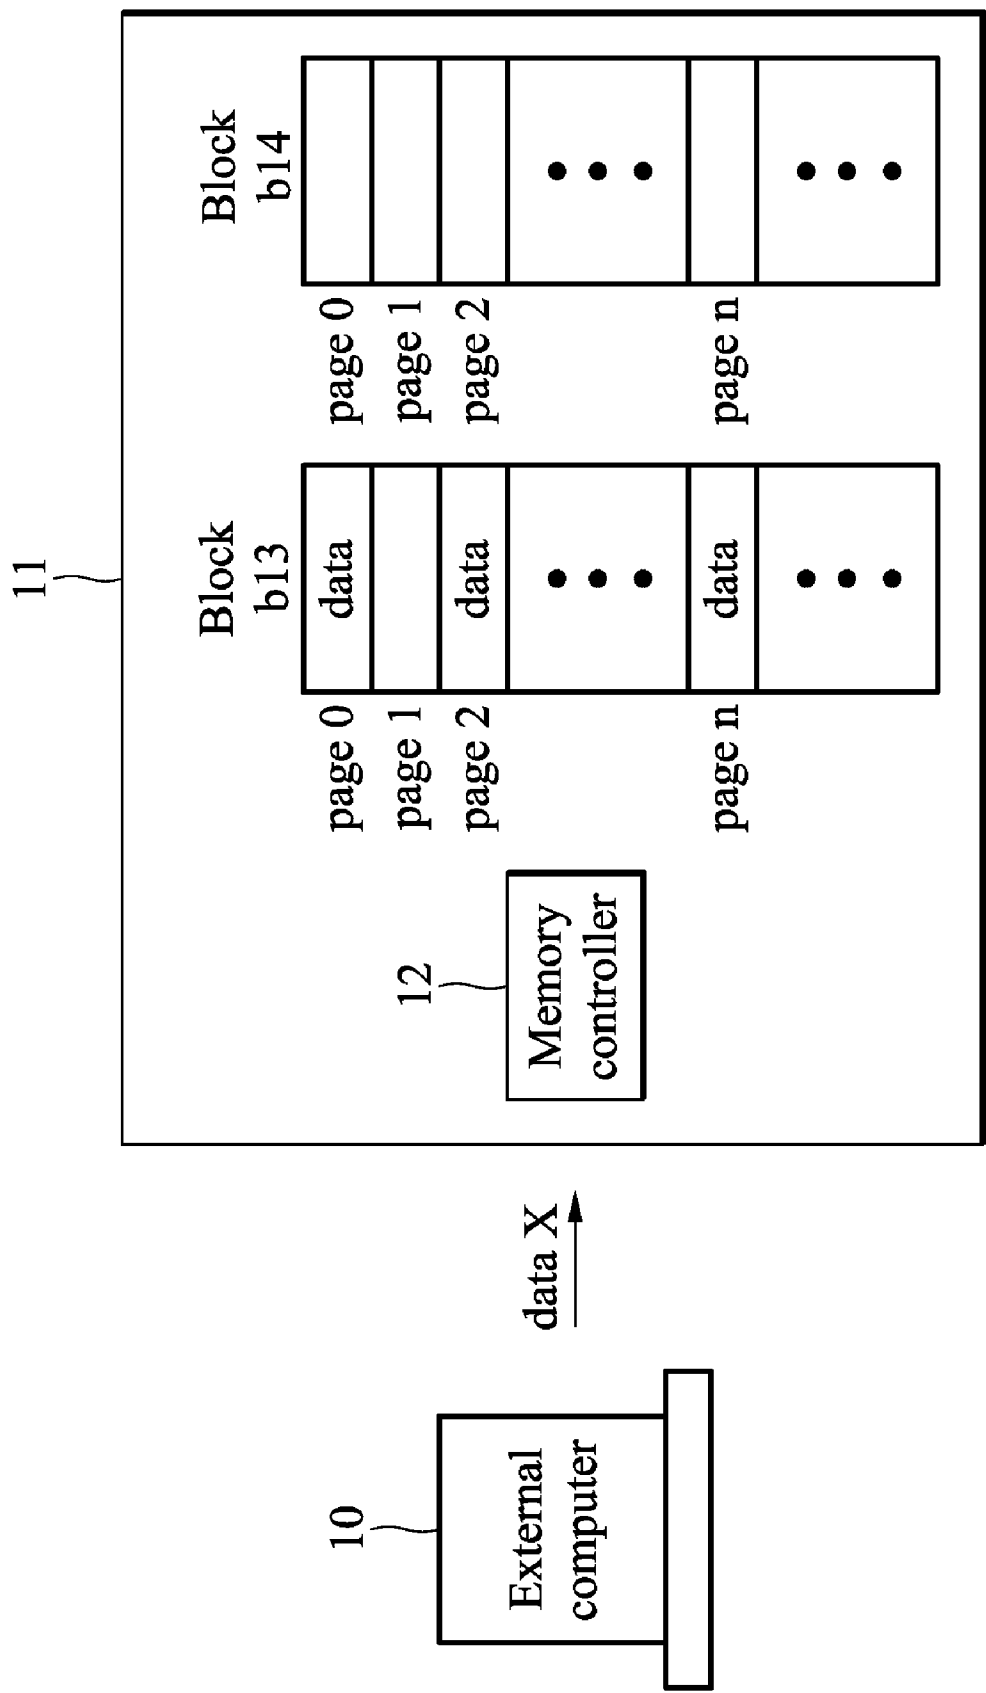 11
Block
b13
Block
b14
page 0
data
page 0
page 1
page 1
page 2
data
page 2
page n
data
page n
12
Memory
controller
data X
10
External
computer